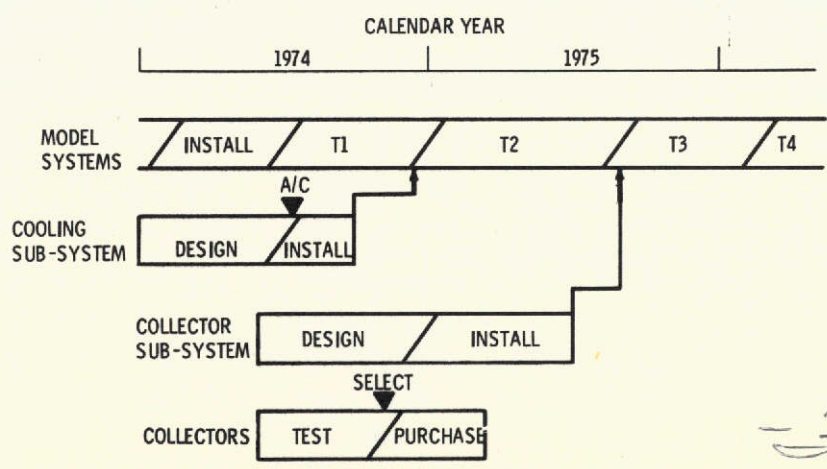 CALENDAR YEAR
1974 1975
MODEL SYSTEMS INSTALL T1 T2 T3 T4
A/C
COOLING SUB-SYSTEM DESIGN INSTALL
COLLECTOR SUB-SYSTEM DESIGN INSTALL
SELECT
COLLECTORS TEST PURCHASE